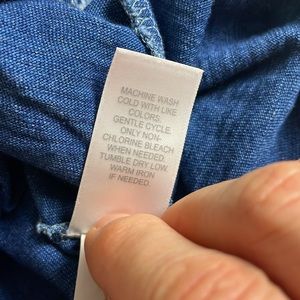 MACHINE WASH
COLD WITH LIKE
COLORS.
GENTLE CYCLE.
ONLY NON-
CHLORINE BLEACH
WHEN NEEDED.
TUMBLE DRY LOW.
WARM IRON
IF NEEDED.